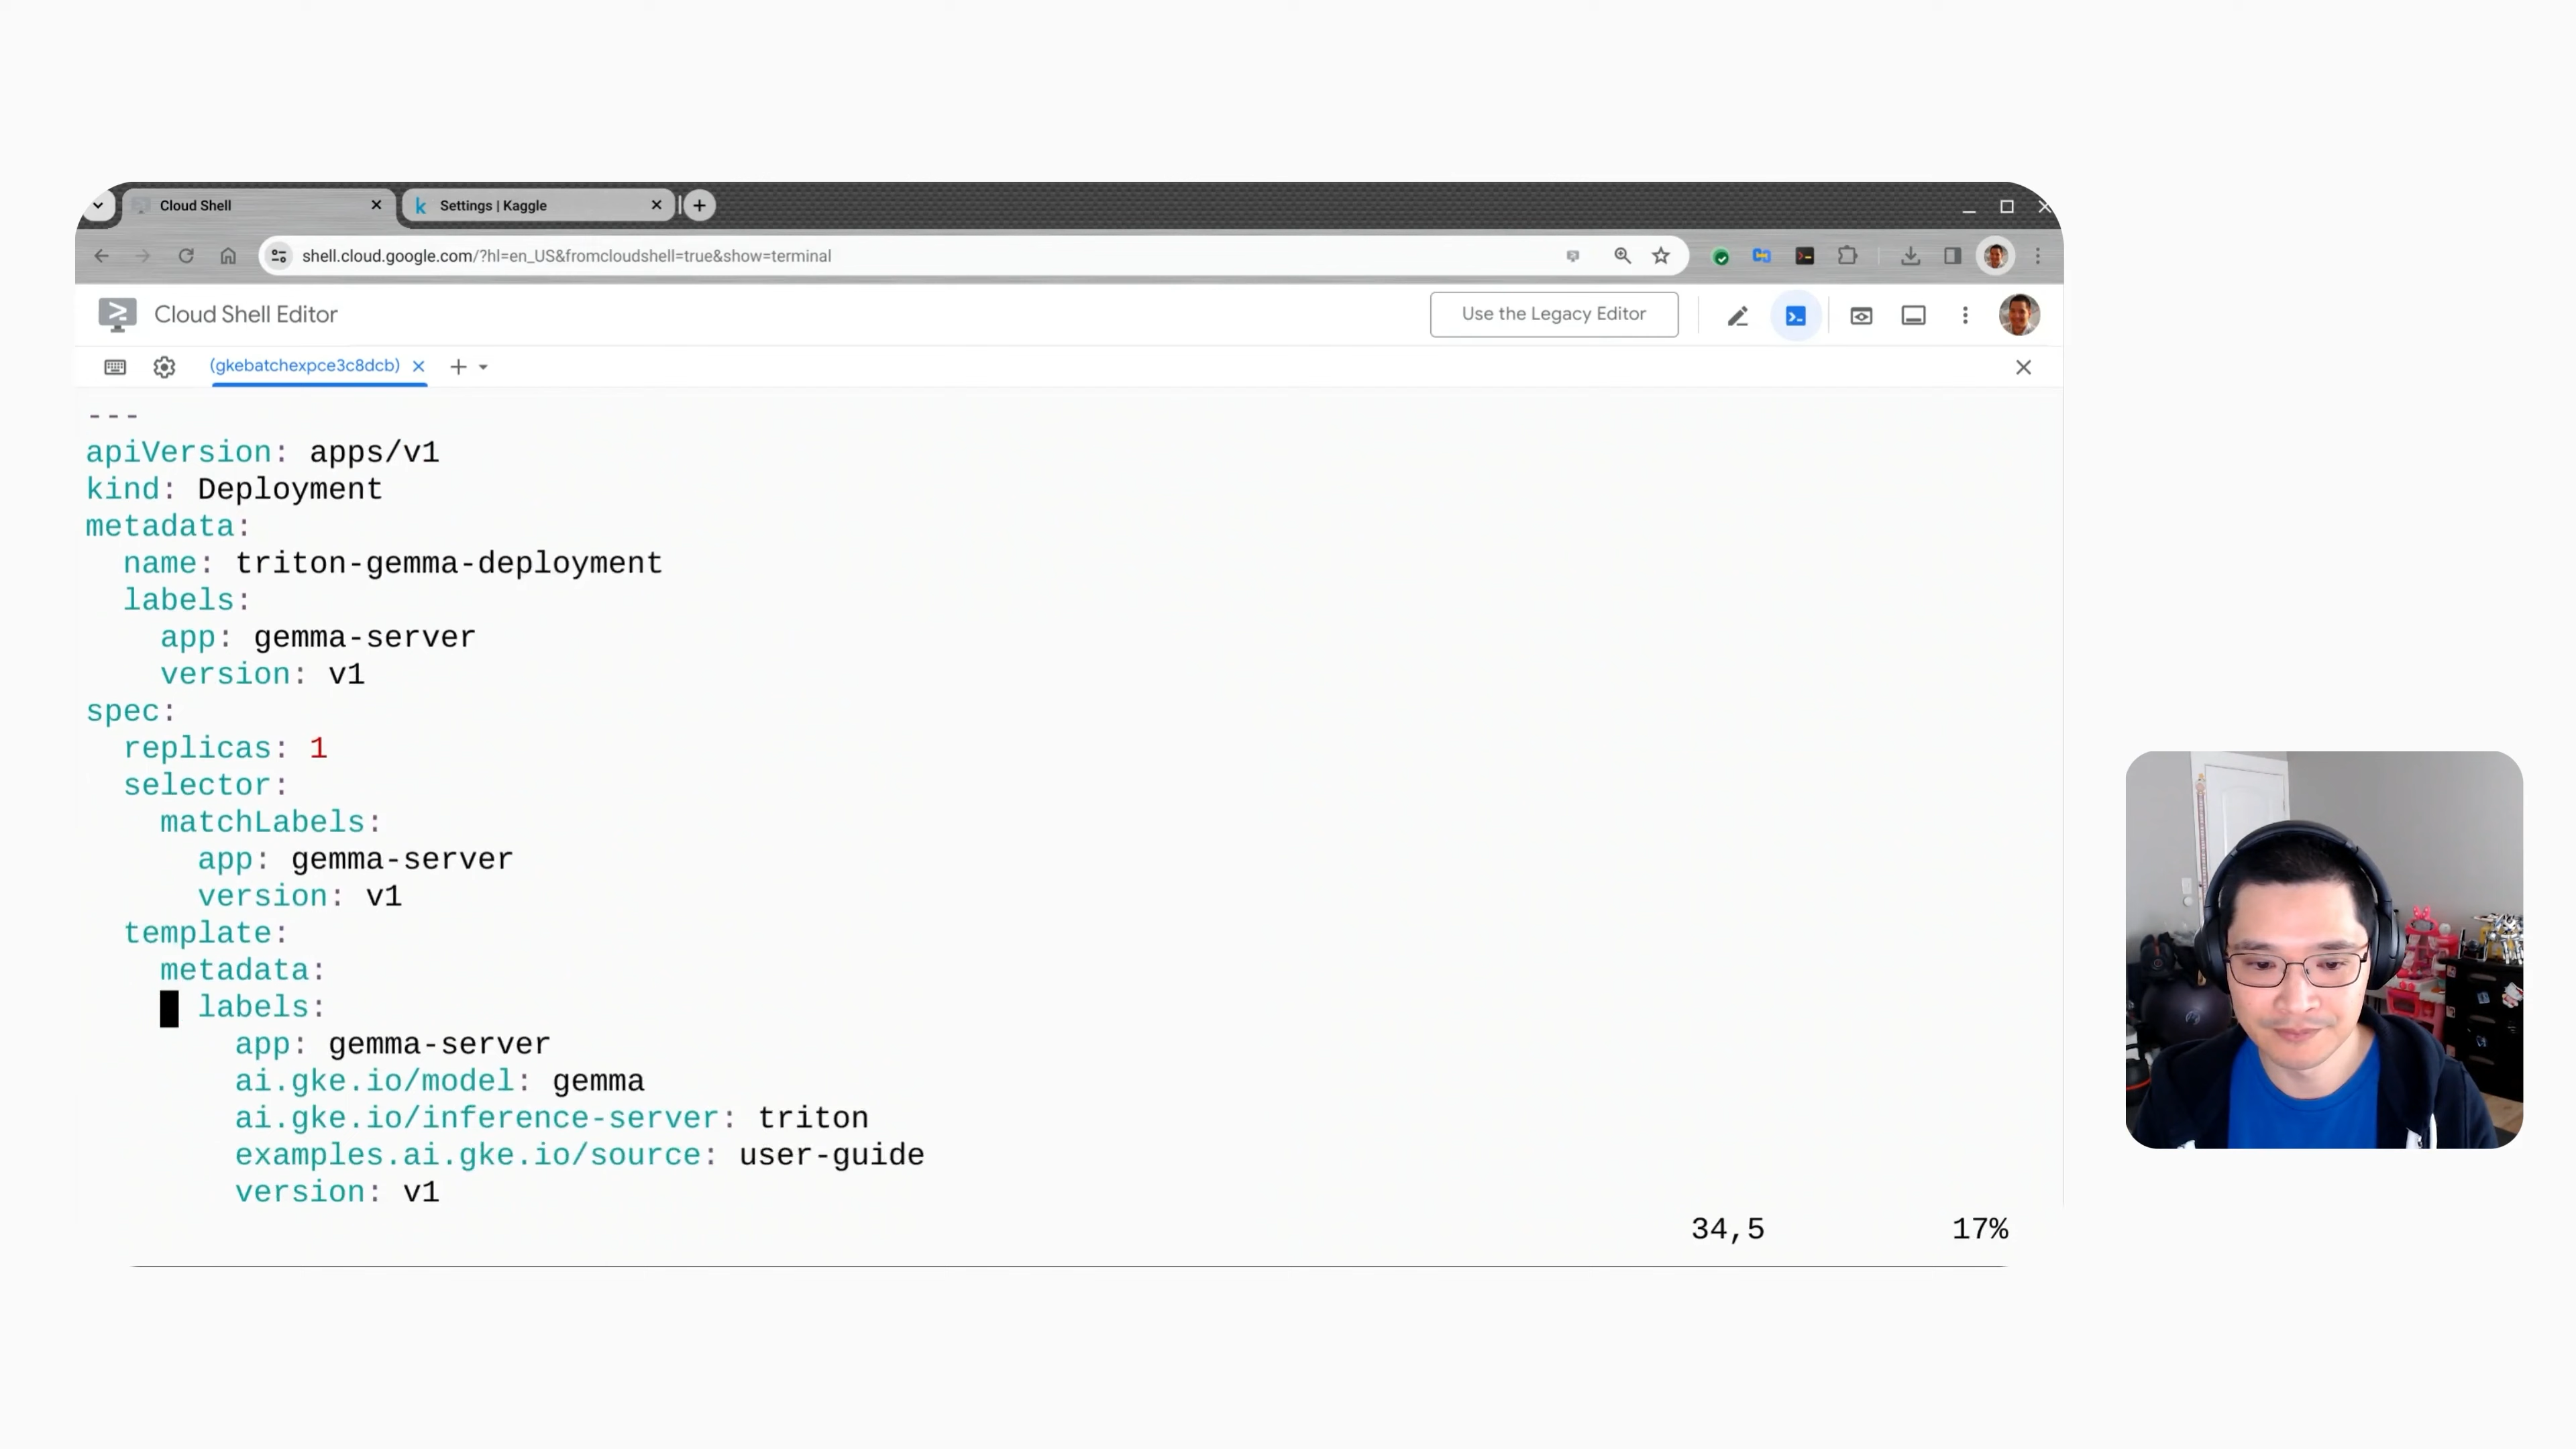 Cloud Shell
Settings | Kaggle
shell.cloud.google.com/?hl=en_US&fromcloudshell=true&show=terminal
Cloud Shell Editor
Use the Legacy Editor
(gkebatchexpce3c8dcb)
---
apiVersion: apps/v1
kind: Deployment
metadata:
  name: triton-gemma-deployment
  labels:
    app: gemma-server
    version: v1
spec:
  replicas: 1
  selector:
    matchLabels:
      app: gemma-server
      version: v1
  template:
    metadata:
      labels:
        app: gemma-server
        ai.gke.io/model: gemma
        ai.gke.io/inference-server: triton
        examples.ai.gke.io/source: user-guide
        version: v1
34,5 17%